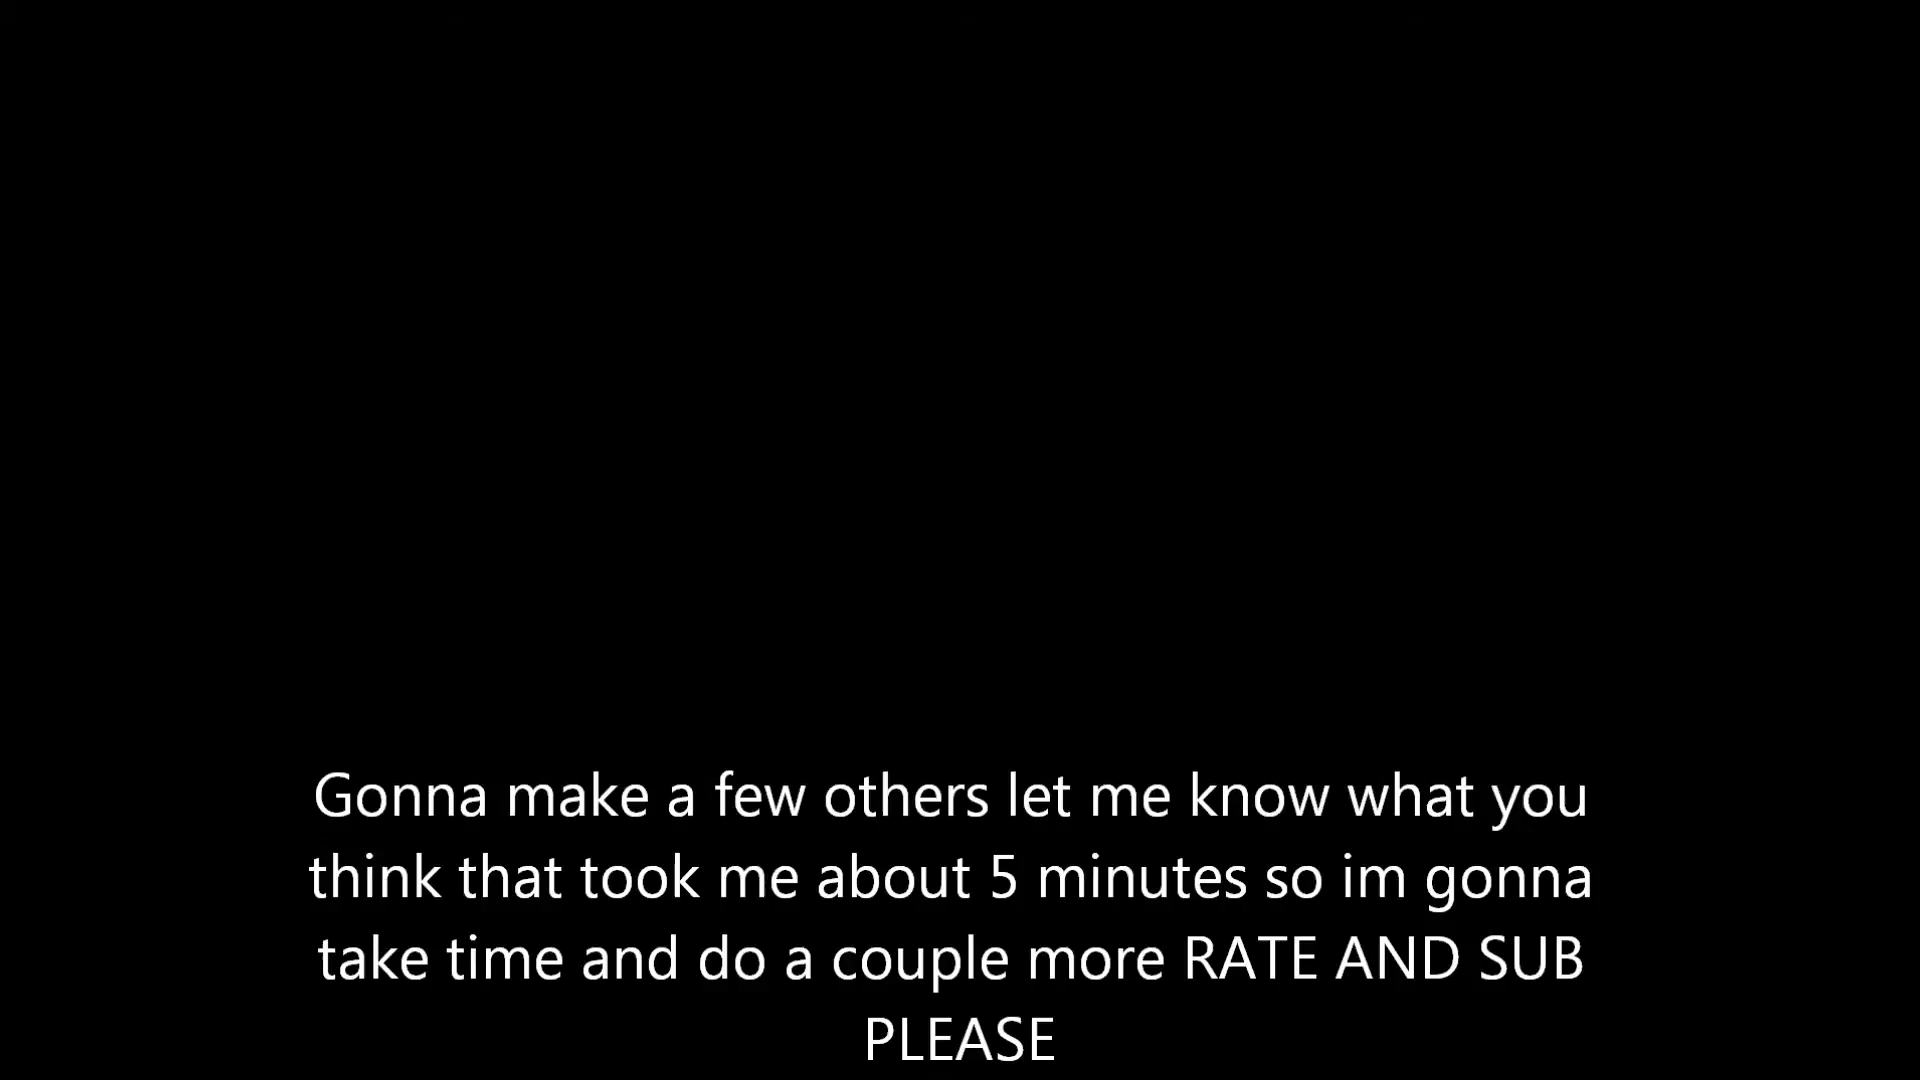 Gonna make a few others let me know what you
think that took me about 5 minutes so im gonna
take time and do a couple more RATE AND SUB
PLEASE